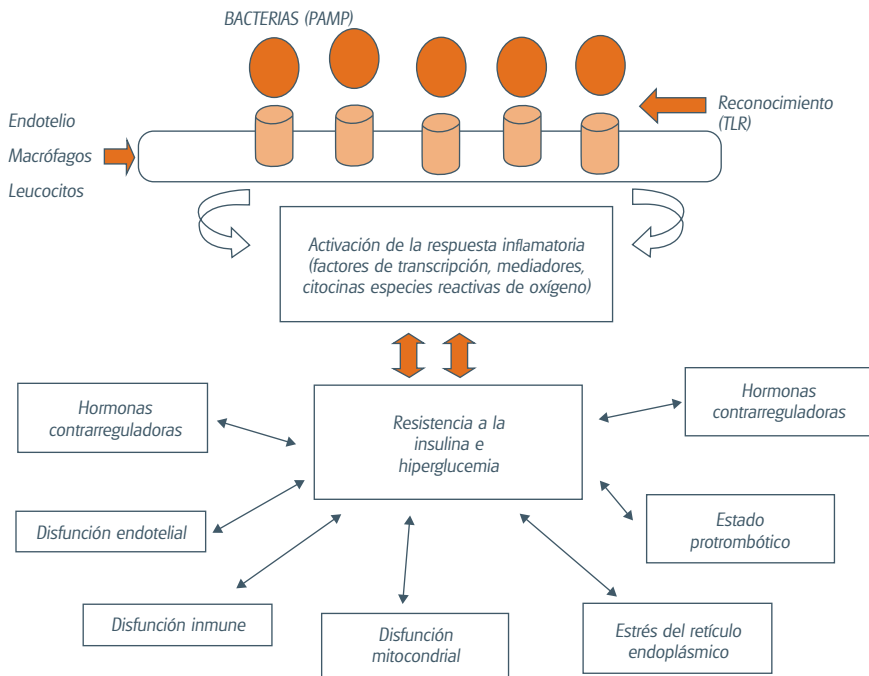 BACTERIAS (PAMP)
Reconocimiento
(TLR)
Endotelio
Macrófagos
Leucocitos
Activación de la respuesta inflamatoria
(factores de transcripción, mediadores,
citocinas especies reactivas de oxígeno)
Hormonas
contrarreguladoras
Resistencia a la
insulina e
hiperglucemia
Hormonas
contrarreguladoras
Disfunción endotelial
Estado
protrombótico
Disfunción inmune
Disfunción
mitocondrial
Estrés del retículo
endoplásmico